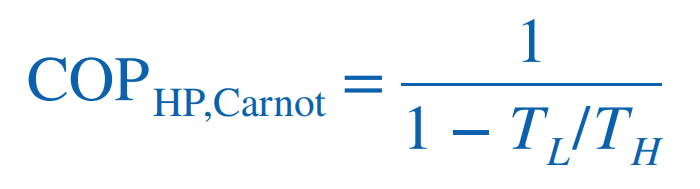 COP_HP,Carnot = 1 / (1 − T_L/T_H)